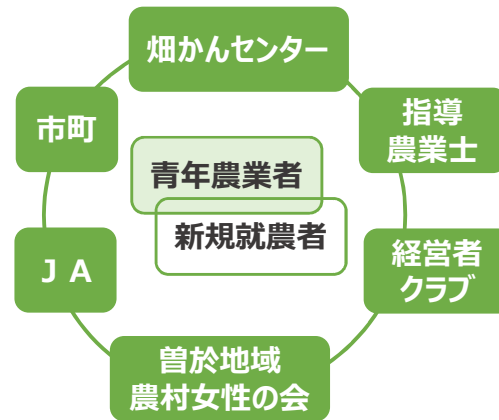 畑かんセンター
市町
指導
農業士
青年農業者
新規就農者
ＪＡ
経営者
クラブ
曽於地域
農村女性の会